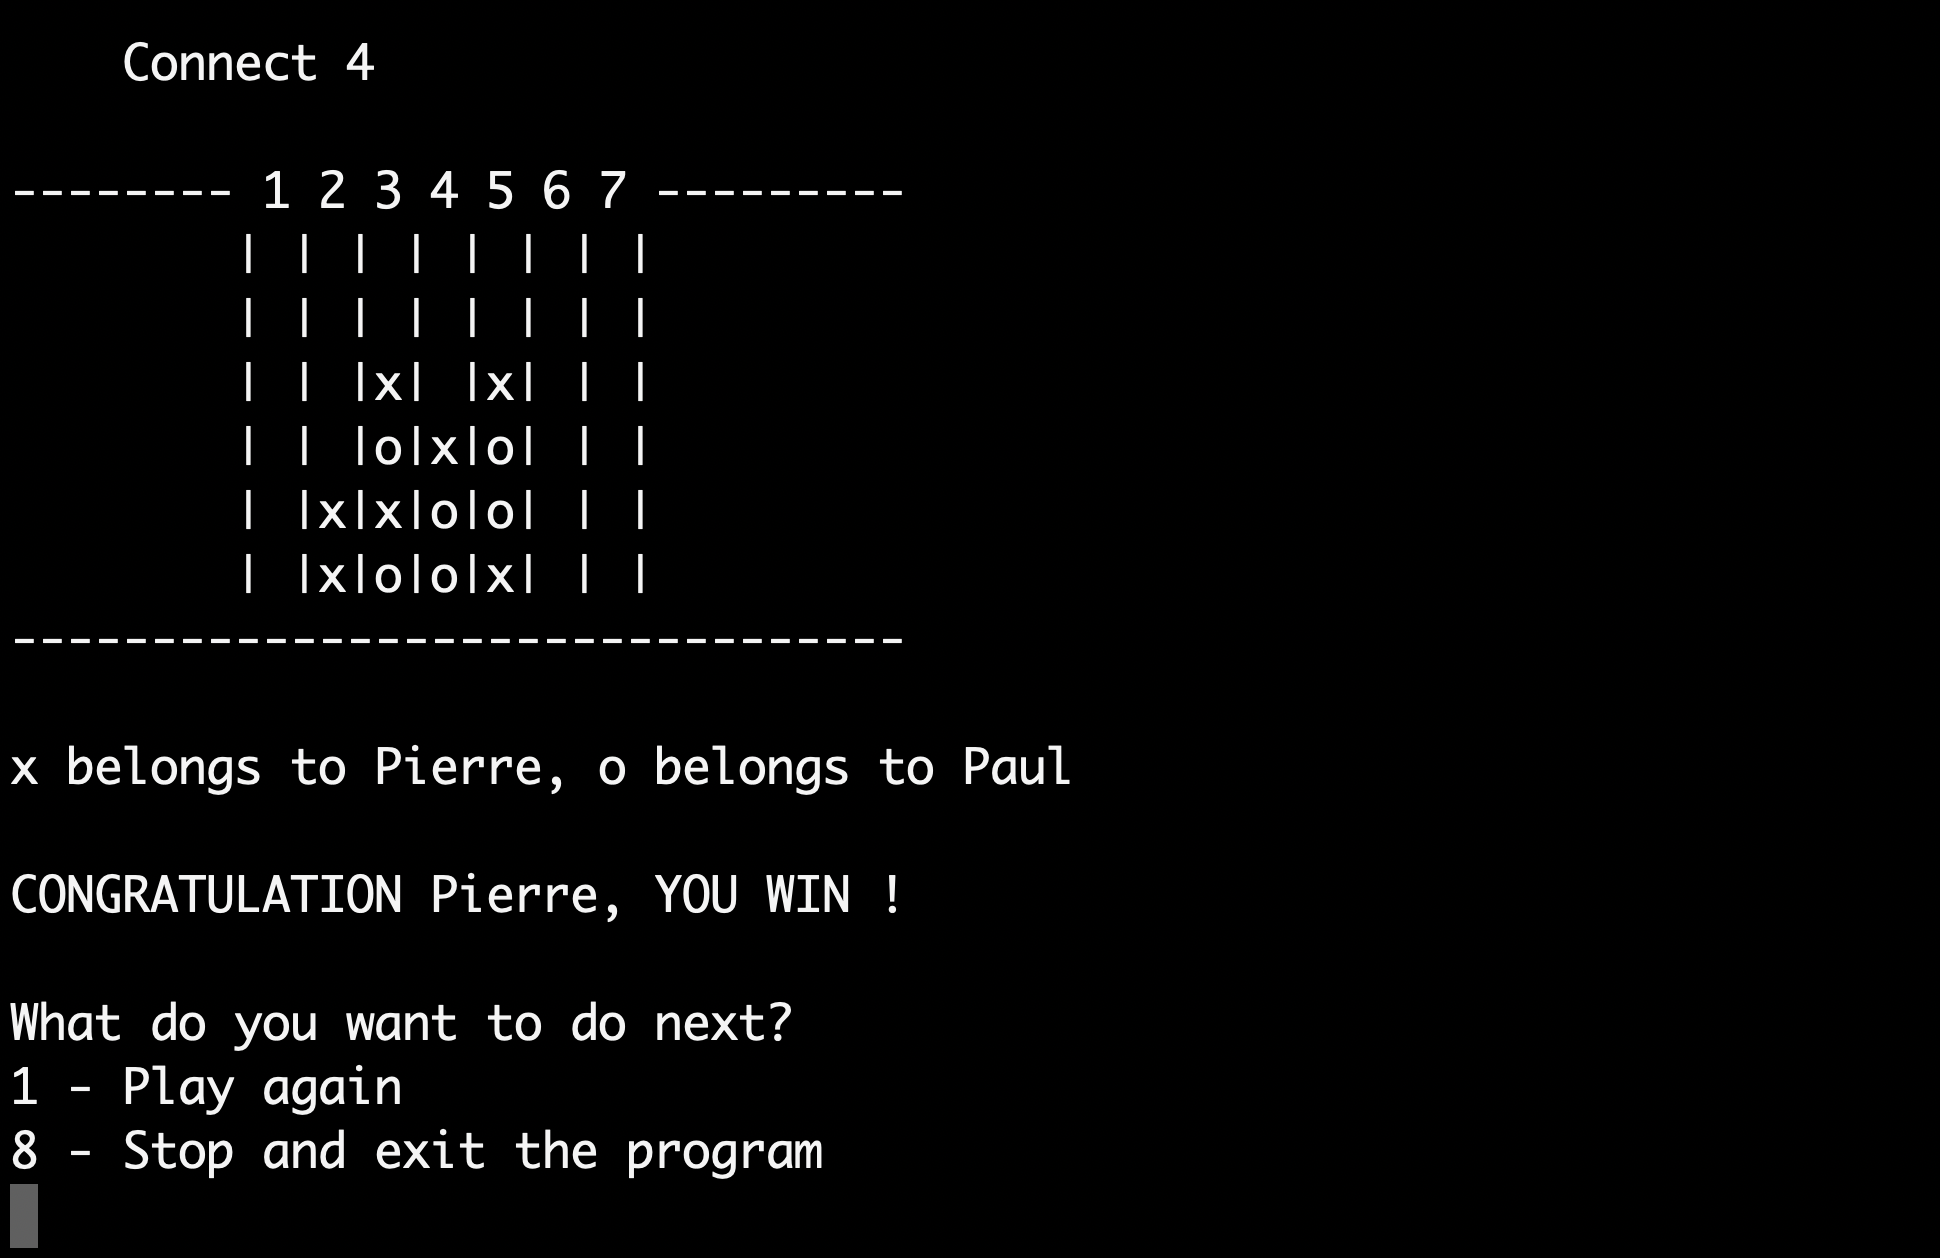 Connect 4

-------- 1 2 3 4 5 6 7 ---------
        | | | | | | | |
        | | | | | | | |
        | | |x| |x| | |
        | | |o|x|o| | |
        | |x|x|o|o| | |
        | |x|o|o|x| | |
--------------------------------

x belongs to Pierre, o belongs to Paul

CONGRATULATION Pierre, YOU WIN !

What do you want to do next?
1 - Play again
8 - Stop and exit the program